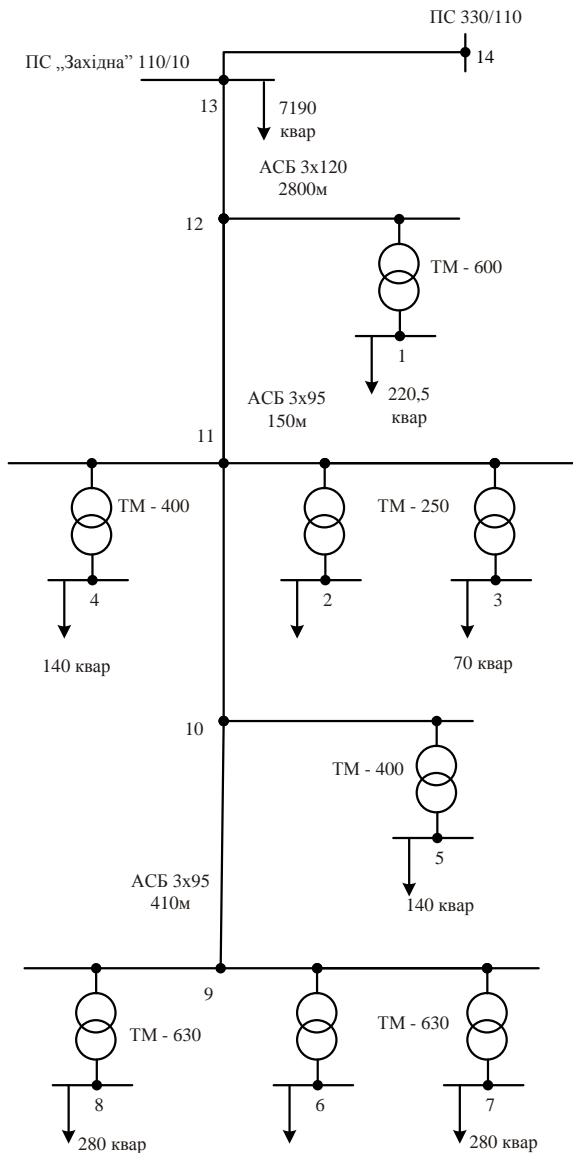 ПС 330/110
14
ПС „Західна” 110/10
13
7190
квар
АСБ 3х120
2800м
12
ТМ - 600
1
220,5
квар
АСБ 3х95
150м
11
ТМ - 400
ТМ - 250
4
2
3
140 квар
70 квар
10
ТМ - 400
5
140 квар
АСБ 3х95
410м
9
ТМ - 630
ТМ - 630
8
6
7
280 квар
280 квар